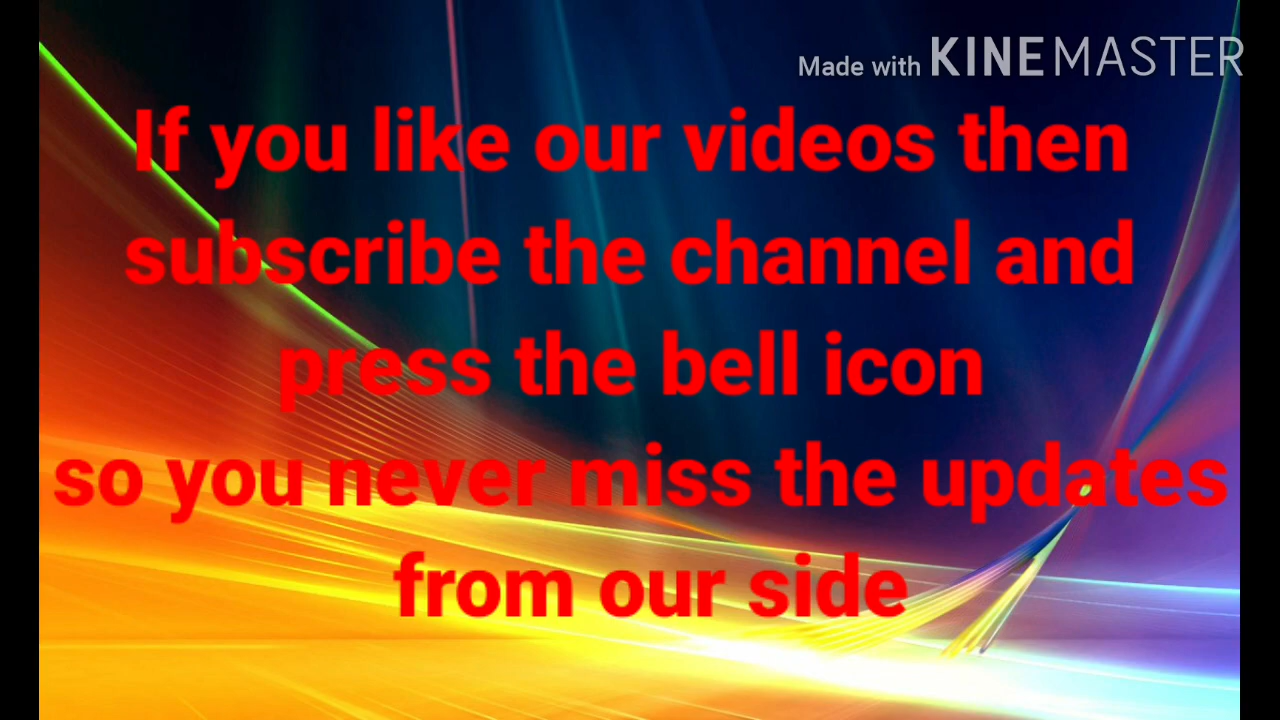 Made with KINEMASTER
If you like our videos then
subscribe the channel and
press the bell icon
so you never miss the updates
from our side